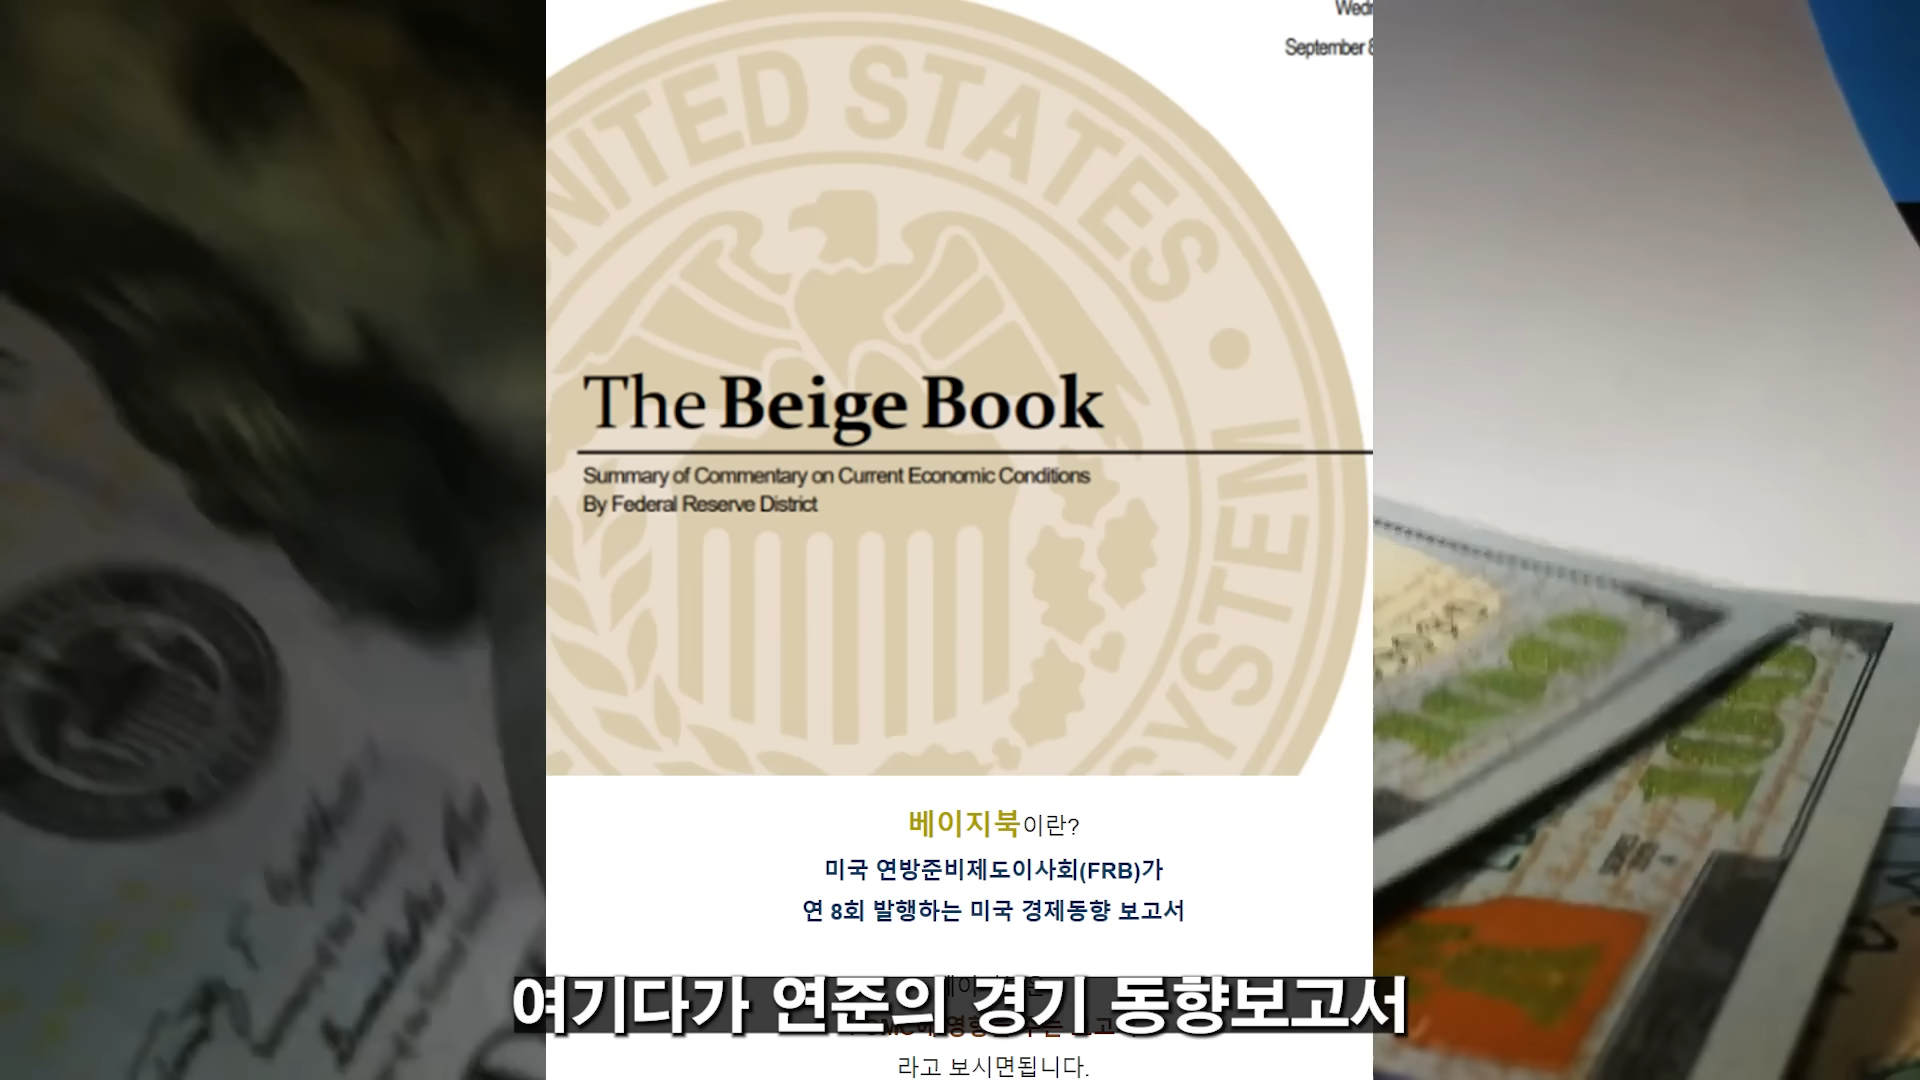 Wedn
September 8
UNITED STATES
SYSTEM
The Beige Book
Summary of Commentary on Current Economic Conditions
By Federal Reserve District
베이지북이란?
미국 연방준비제도이사회(FRB)가
연 8회 발행하는 미국 경제동향 보고서
여기다가 연준의 경기 동향보고서
라고 보시면됩니다.